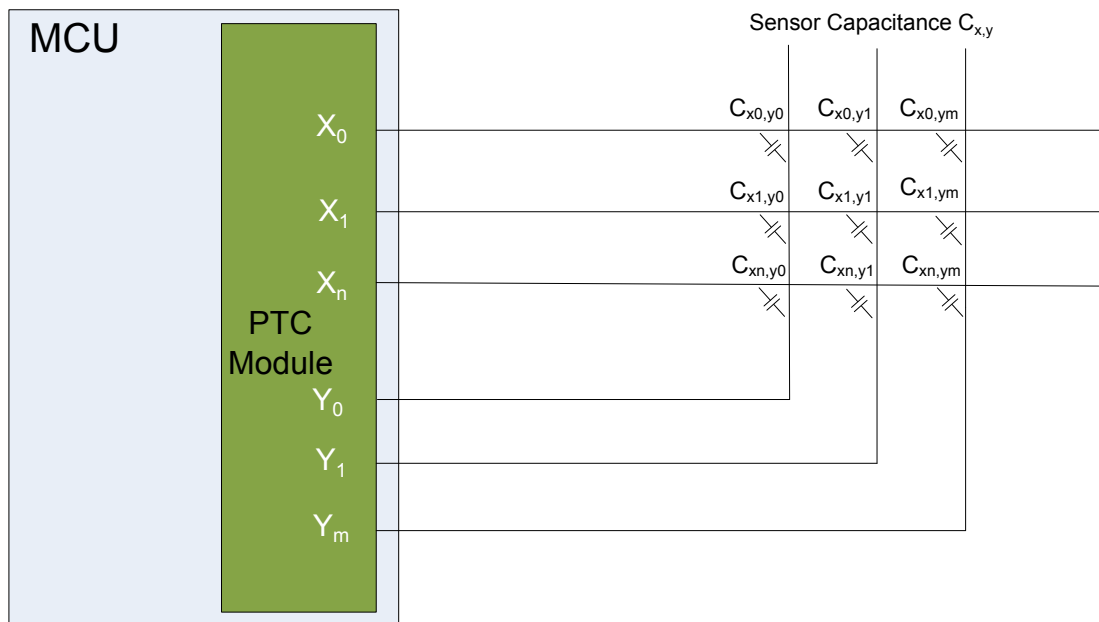 MCU
Sensor Capacitance Cx,y
X0
Cx0,y0 Cx0,y1 Cx0,ym
X1
Cx1,y0 Cx1,y1 Cx1,ym
Xn
Cxn,y0 Cxn,y1 Cxn,ym
PTC
Module
Y0
Y1
Ym